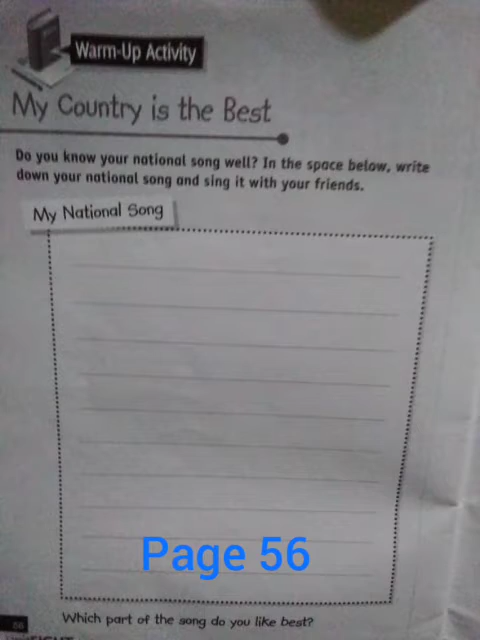 Warm-Up Activity
My Country is the Best
Do you know your national song well? In the space below, write
down your national song and sing it with your friends.
My National Song
Page 56
Which part of the song do you like best?
56